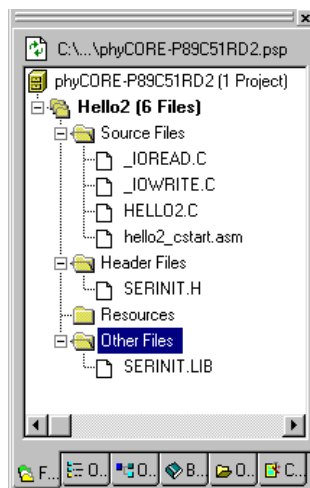 C:\...\phyCORE-P89C51RD2.psp
phyCORE-P89C51RD2 (1 Project)
Hello2 (6 Files)
Source Files
_IOREAD.C
_IOWRITE.C
HELLO2.C
hello2_cstart.asm
Header Files
SERINIT.H
Resources
Other Files
SERINIT.LIB
F... O... O... B... O... C...